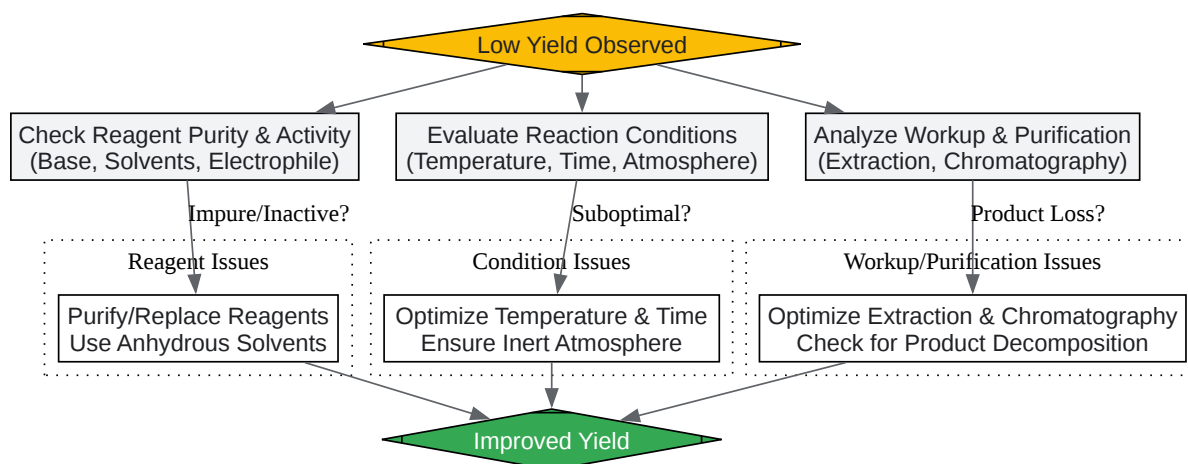 Low Yield Observed
Check Reagent Purity & Activity
(Base, Solvents, Electrophile)
Evaluate Reaction Conditions
(Temperature, Time, Atmosphere)
Analyze Workup & Purification
(Extraction, Chromatography)
Impure/Inactive?
Suboptimal?
Product Loss?
Reagent Issues
Condition Issues
Workup/Purification Issues
Purify/Replace Reagents
Use Anhydrous Solvents
Optimize Temperature & Time
Ensure Inert Atmosphere
Optimize Extraction & Chromatography
Check for Product Decomposition
Improved Yield